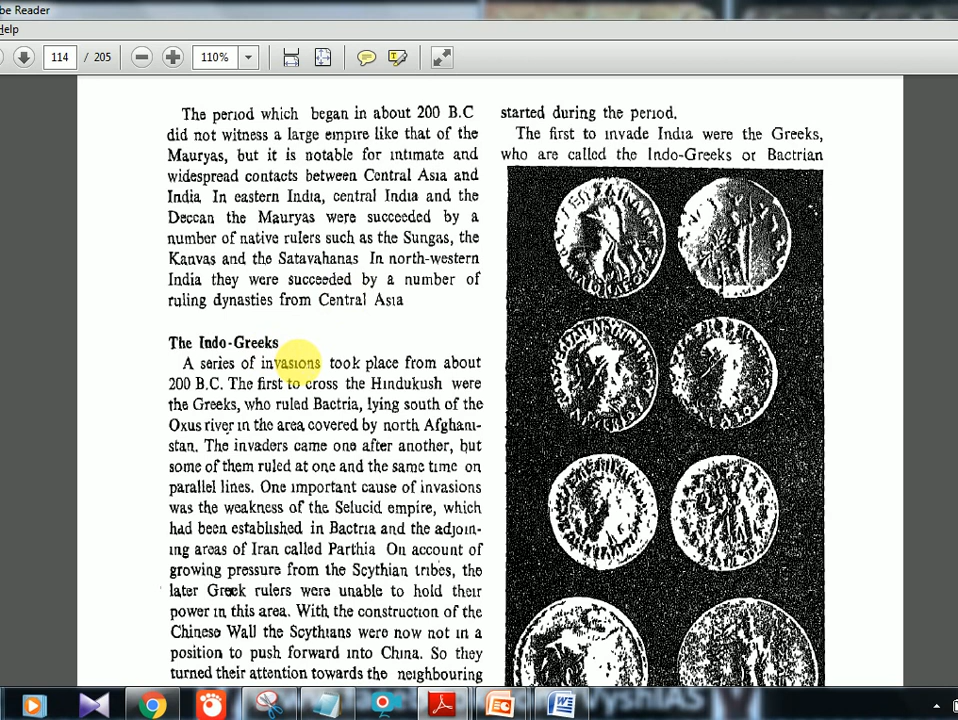 be Reader
Help
114 / 205
110%
The period which began in about 200 B.C
did not witness a large empire like that of the
Mauryas, but it is notable for intimate and
widespread contacts between Central Asia and
India In eastern India, central India and the
Deccan the Mauryas were succeeded by a
number of native rulers such as the Sungas, the
Kanvas and the Satavahanas In north-western
India they were succeeded by a number of
ruling dynasties from Central Asia
The Indo-Greeks
A series of invasions took place from about
200 B.C. The first to cross the Hindukush were
the Greeks, who ruled Bactria, lying south of the
Oxus river in the area covered by north Afghani-
stan. The invaders came one after another, but
some of them ruled at one and the same time on
parallel lines. One important cause of invasions
was the weakness of the Selucid empire, which
had been established in Bactria and the adjoin-
ing areas of Iran called Parthia On account of
growing pressure from the Scythian tribes, the
later Greek rulers were unable to hold their
power in this area. With the construction of the
Chinese Wall the Scythians were now not in a
position to push forward into China. So they
turned their attention towards the neighbouring
started during the period.
The first to invade India were the Greeks,
who are called the Indo-Greeks or Bactrian